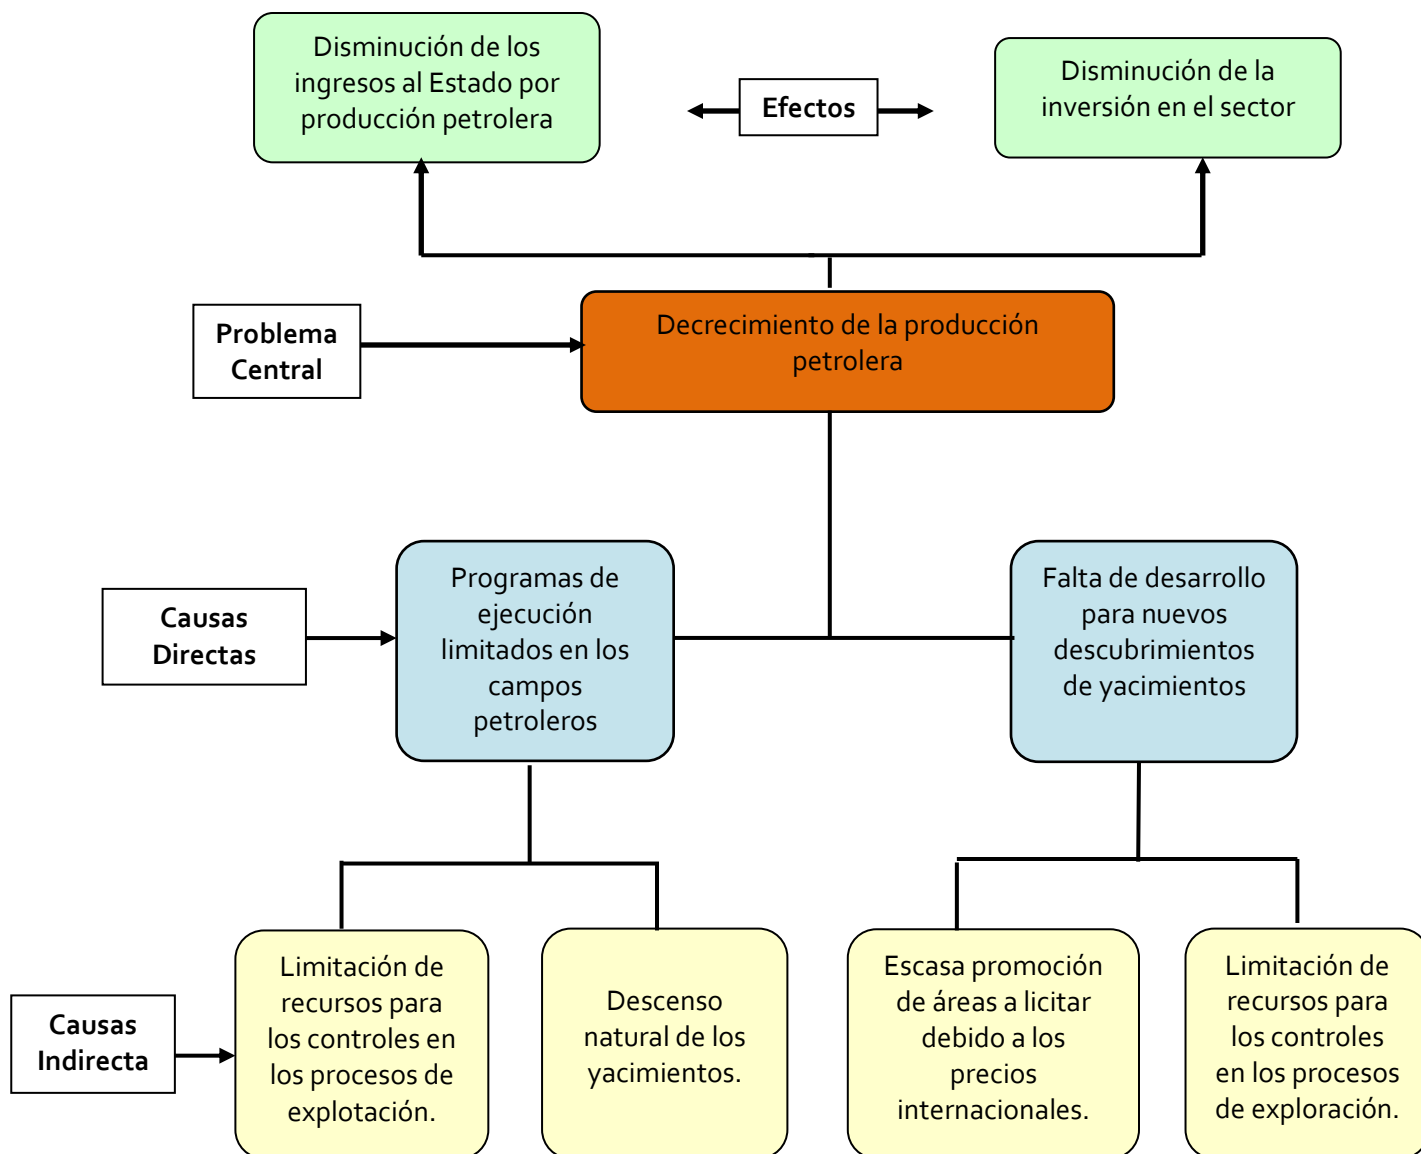 Disminución de los
ingresos al Estado por
producción petrolera
Efectos
Disminución de la
inversión en el sector
Problema
Central
Decrecimiento de la producción
petrolera
Causas
Directas
Programas de
ejecución
limitados en los
campos
petroleros
Falta de desarrollo
para nuevos
descubrimientos
de yacimientos
Causas
Indirecta
Limitación de
recursos para
los controles en
los procesos de
explotación.
Descenso
natural de los
yacimientos.
Escasa promoción
de áreas a licitar
debido a los
precios
internacionales.
Limitación de
recursos para
los controles
en los procesos
de exploración.